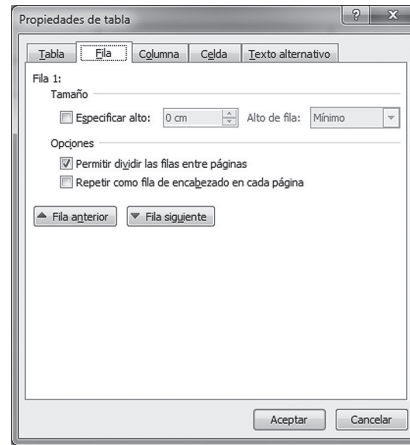 Propiedades de tabla
Tabla Fila Columna Celda Texto alternativo
Fila 1:
Tamaño
Especificar alto: 0 cm Alto de fila: Mínimo
Opciones
Permitir dividir las filas entre páginas
Repetir como fila de encabezado en cada página
Fila anterior Fila siguiente
Aceptar Cancelar